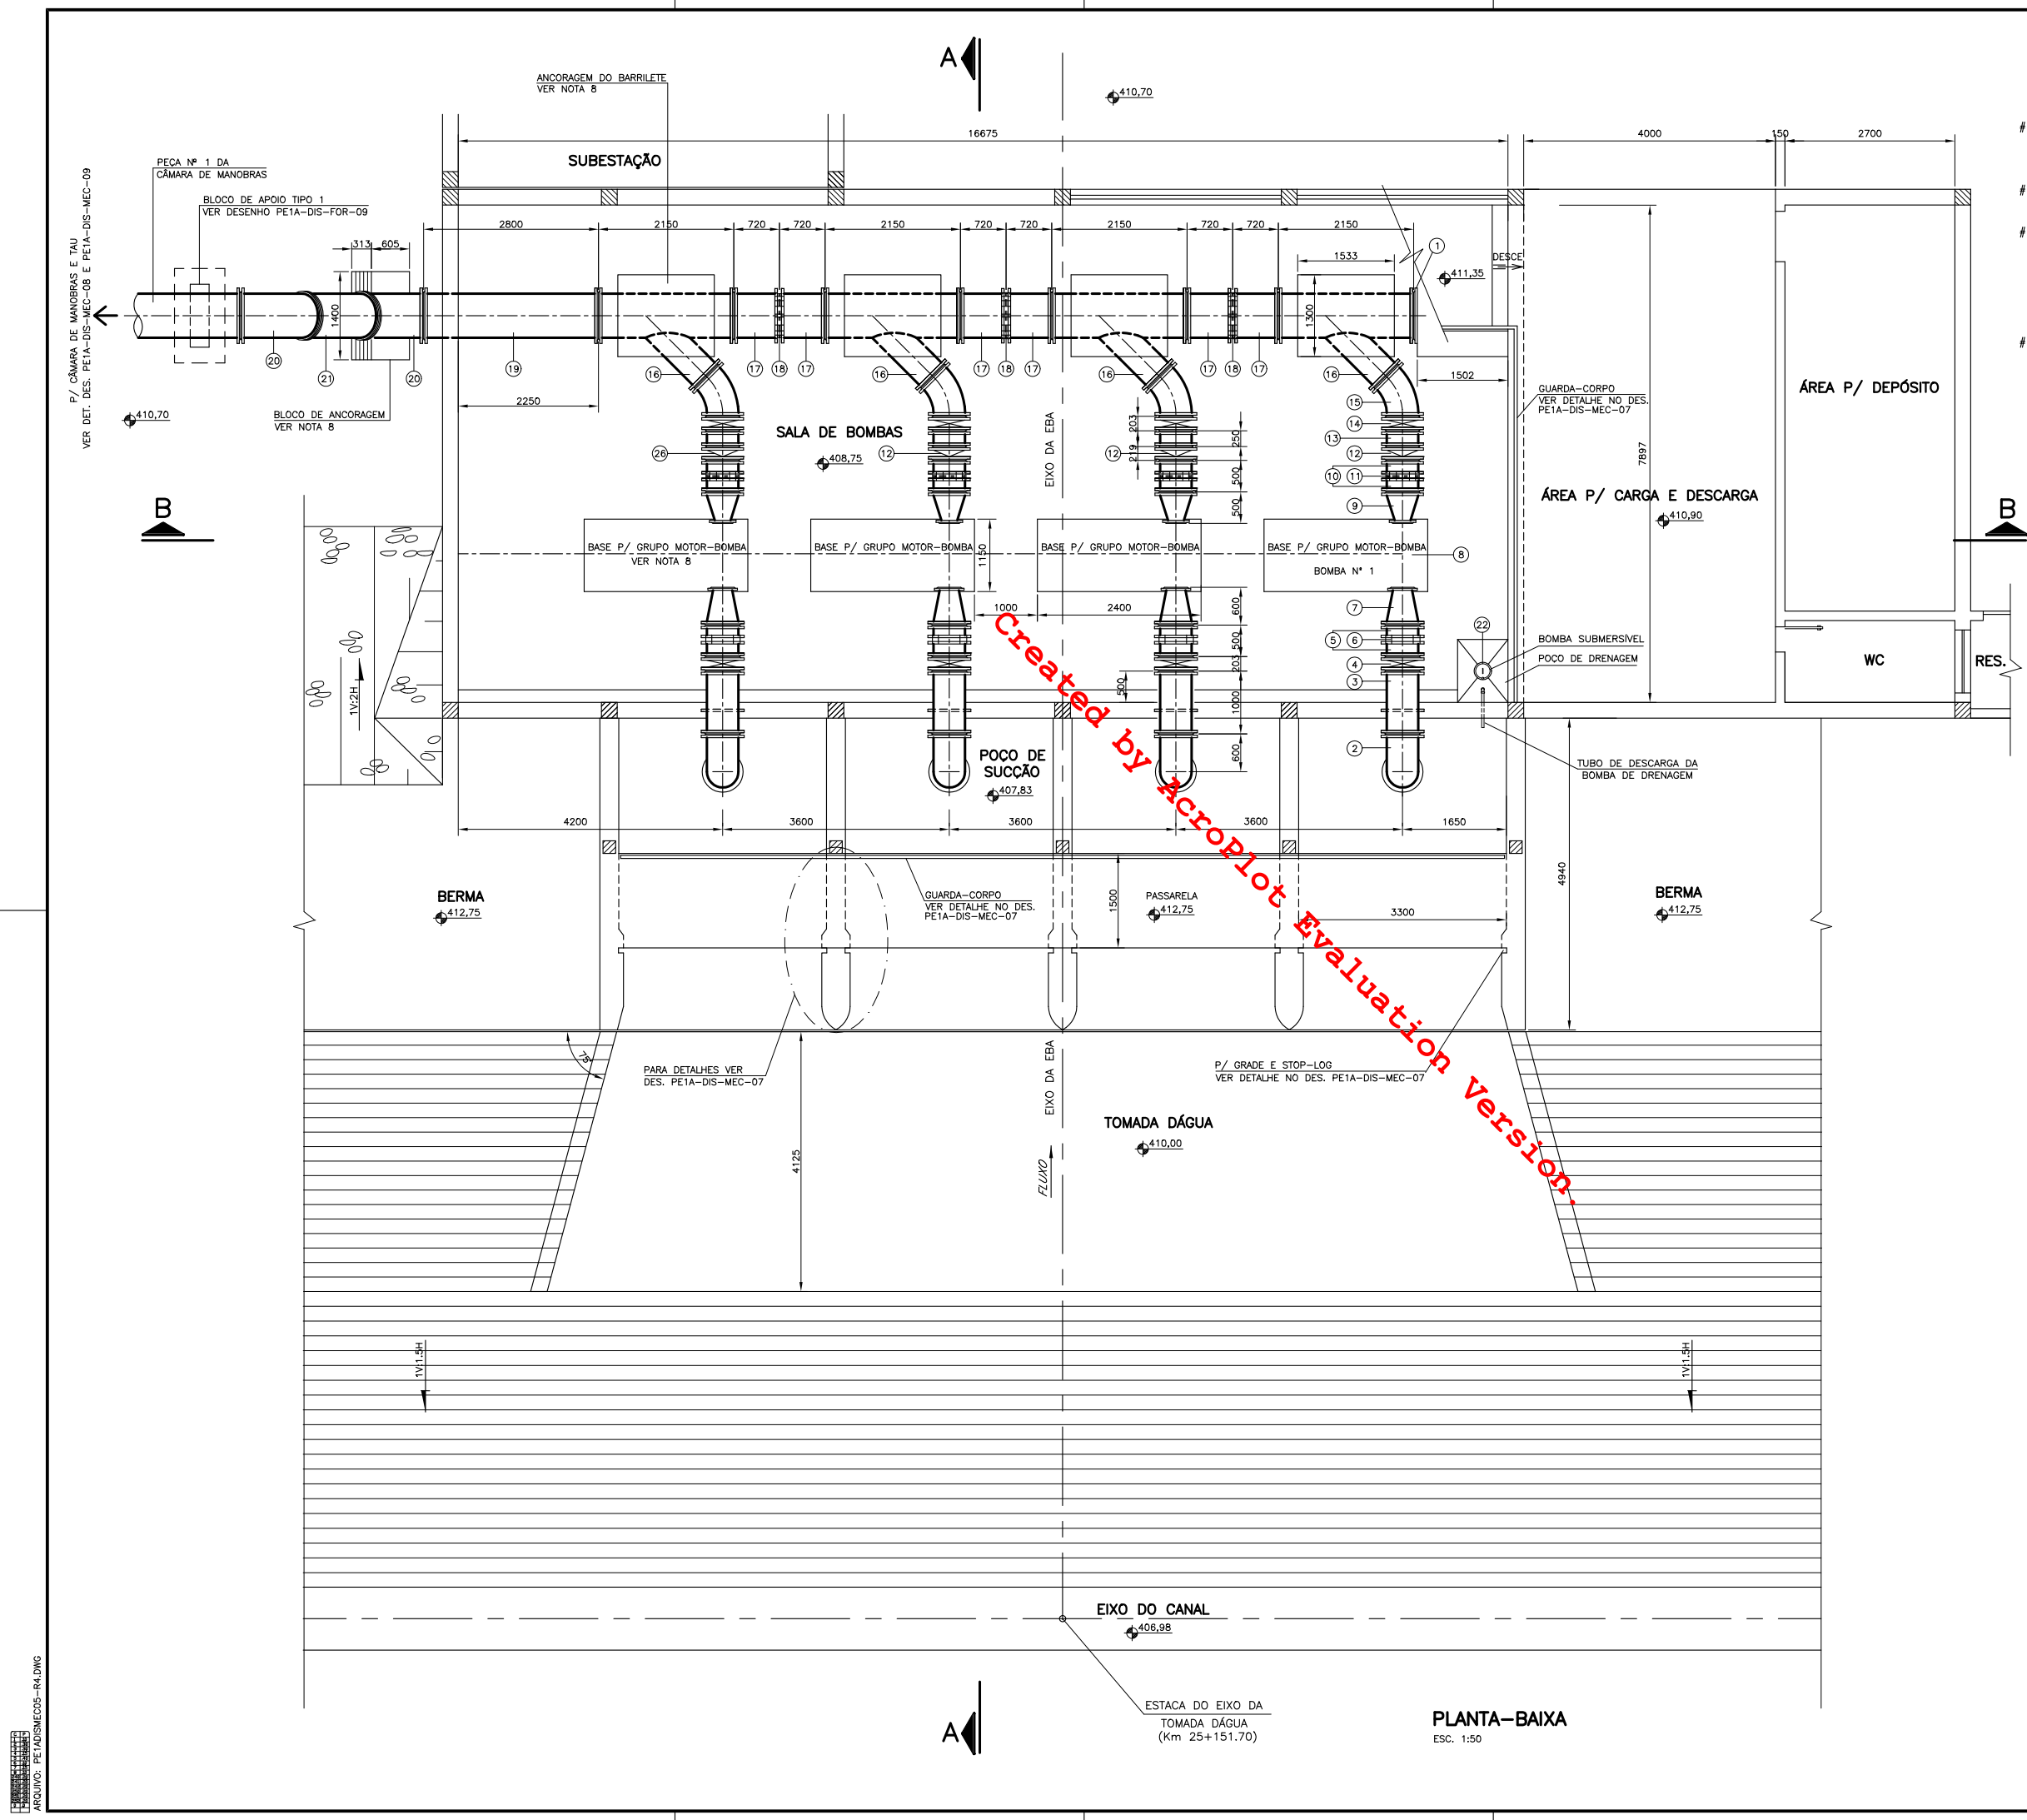 A
ANCORAGEM DO BARRILETE
VER NOTA 8
410,70
16675
4000
150
2700
#
#
#
#
SUBESTAÇÃO
PEÇA Nº 1 DA
CÂMARA DE MANOBRAS
BLOCO DE APOIO TIPO 1
VER DESENHO PE1A-DIS-FOR-09
P/ CÂMARA DE MANOBRAS E TAU
VER DET. DES. PE1A-DIS-MEC-08 E PE1A-DIS-MEC-09
2800
2150
720
720
2150
720
720
2150
720
720
2150
1
313
605
1533
411,35
DESCE
1400
1300
20
21
20
19
16
17
18
17
16
17
18
17
16
17
18
17
16
1502
410,70
BLOCO DE ANCORAGEM
VER NOTA 8
2250
GUARDA-CORPO
VER DETALHE NO DES.
PE1A-DIS-MEC-07
ÁREA P/ DEPÓSITO
SALA DE BOMBAS
408,75
EIXO DA EBA
203
219
250
500
500
15
14
13
26
12
12
12
10
11
9
7897
ÁREA P/ CARGA E DESCARGA
410,90
B
B
BASE P/ GRUPO MOTOR-BOMBA
VER NOTA 8
BASE P/ GRUPO MOTOR-BOMBA
BASE P/ GRUPO MOTOR-BOMBA
BASE P/ GRUPO MOTOR-BOMBA
BOMBA Nº 1
8
1150
1000
2400
600
500
203
500
1000
600
7
5
6
4
3
2
22
BOMBA SUBMERSÍVEL
POÇO DE DRENAGEM
WC
RES.
1V:2H
POÇO DE
SUCÇÃO
407,83
TUBO DE DESCARGA DA
BOMBA DE DRENAGEM
4200
3600
3600
3600
1650
4940
BERMA
412,75
GUARDA-CORPO
VER DETALHE NO DES.
PE1A-DIS-MEC-07
1500
PASSARELA
412,75
3300
BERMA
412,75
75°
PARA DETALHES VER
DES. PE1A-DIS-MEC-07
EIXO DA EBA
P/ GRADE E STOP-LOG
VER DETALHE NO DES. PE1A-DIS-MEC-07
TOMADA DÁGUA
410,00
4125
FLUXO
Created by AcroPlot Evaluation Version.
1V:1.5H
1V:1.5H
EIXO DO CANAL
406,98
ESTACA DO EIXO DA
TOMADA DÁGUA
(Km 25+151.70)
A
PLANTA-BAIXA
ESC. 1:50
ARQUIVO: PE1ADISMEC05-R4.DWG